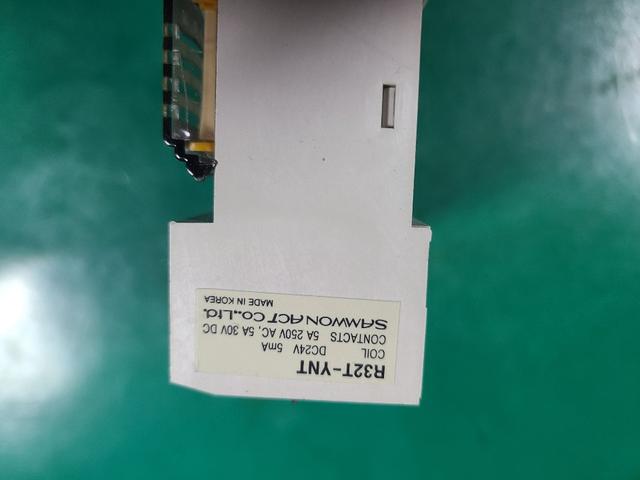 R32T-YNT
COIL DC24V 5mA
CONTACTS 5A 250V AC, 5A 30V DC
SAMWON ACT Co.,Ltd.
MADE IN KOREA